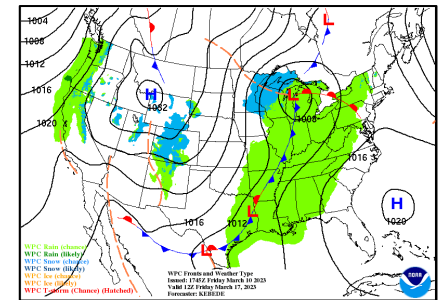 1004
1008
1012
1016
1020
H
1032
L
L
1008
1016
H
1020
1016
1012
L
L
WPC Rain (chance)
WPC Rain (likely)
WPC Snow (chance)
WPC Snow (likely)
WPC Ice (chance)
WPC Ice (likely)
WPC T-storm (Chance) (Hatched)
WPC Fronts and Weather Type
Issued: 1745Z Friday March 10 2023
Valid 12Z Friday March 17, 2023
Forecaster: KEBEDE
NOAA